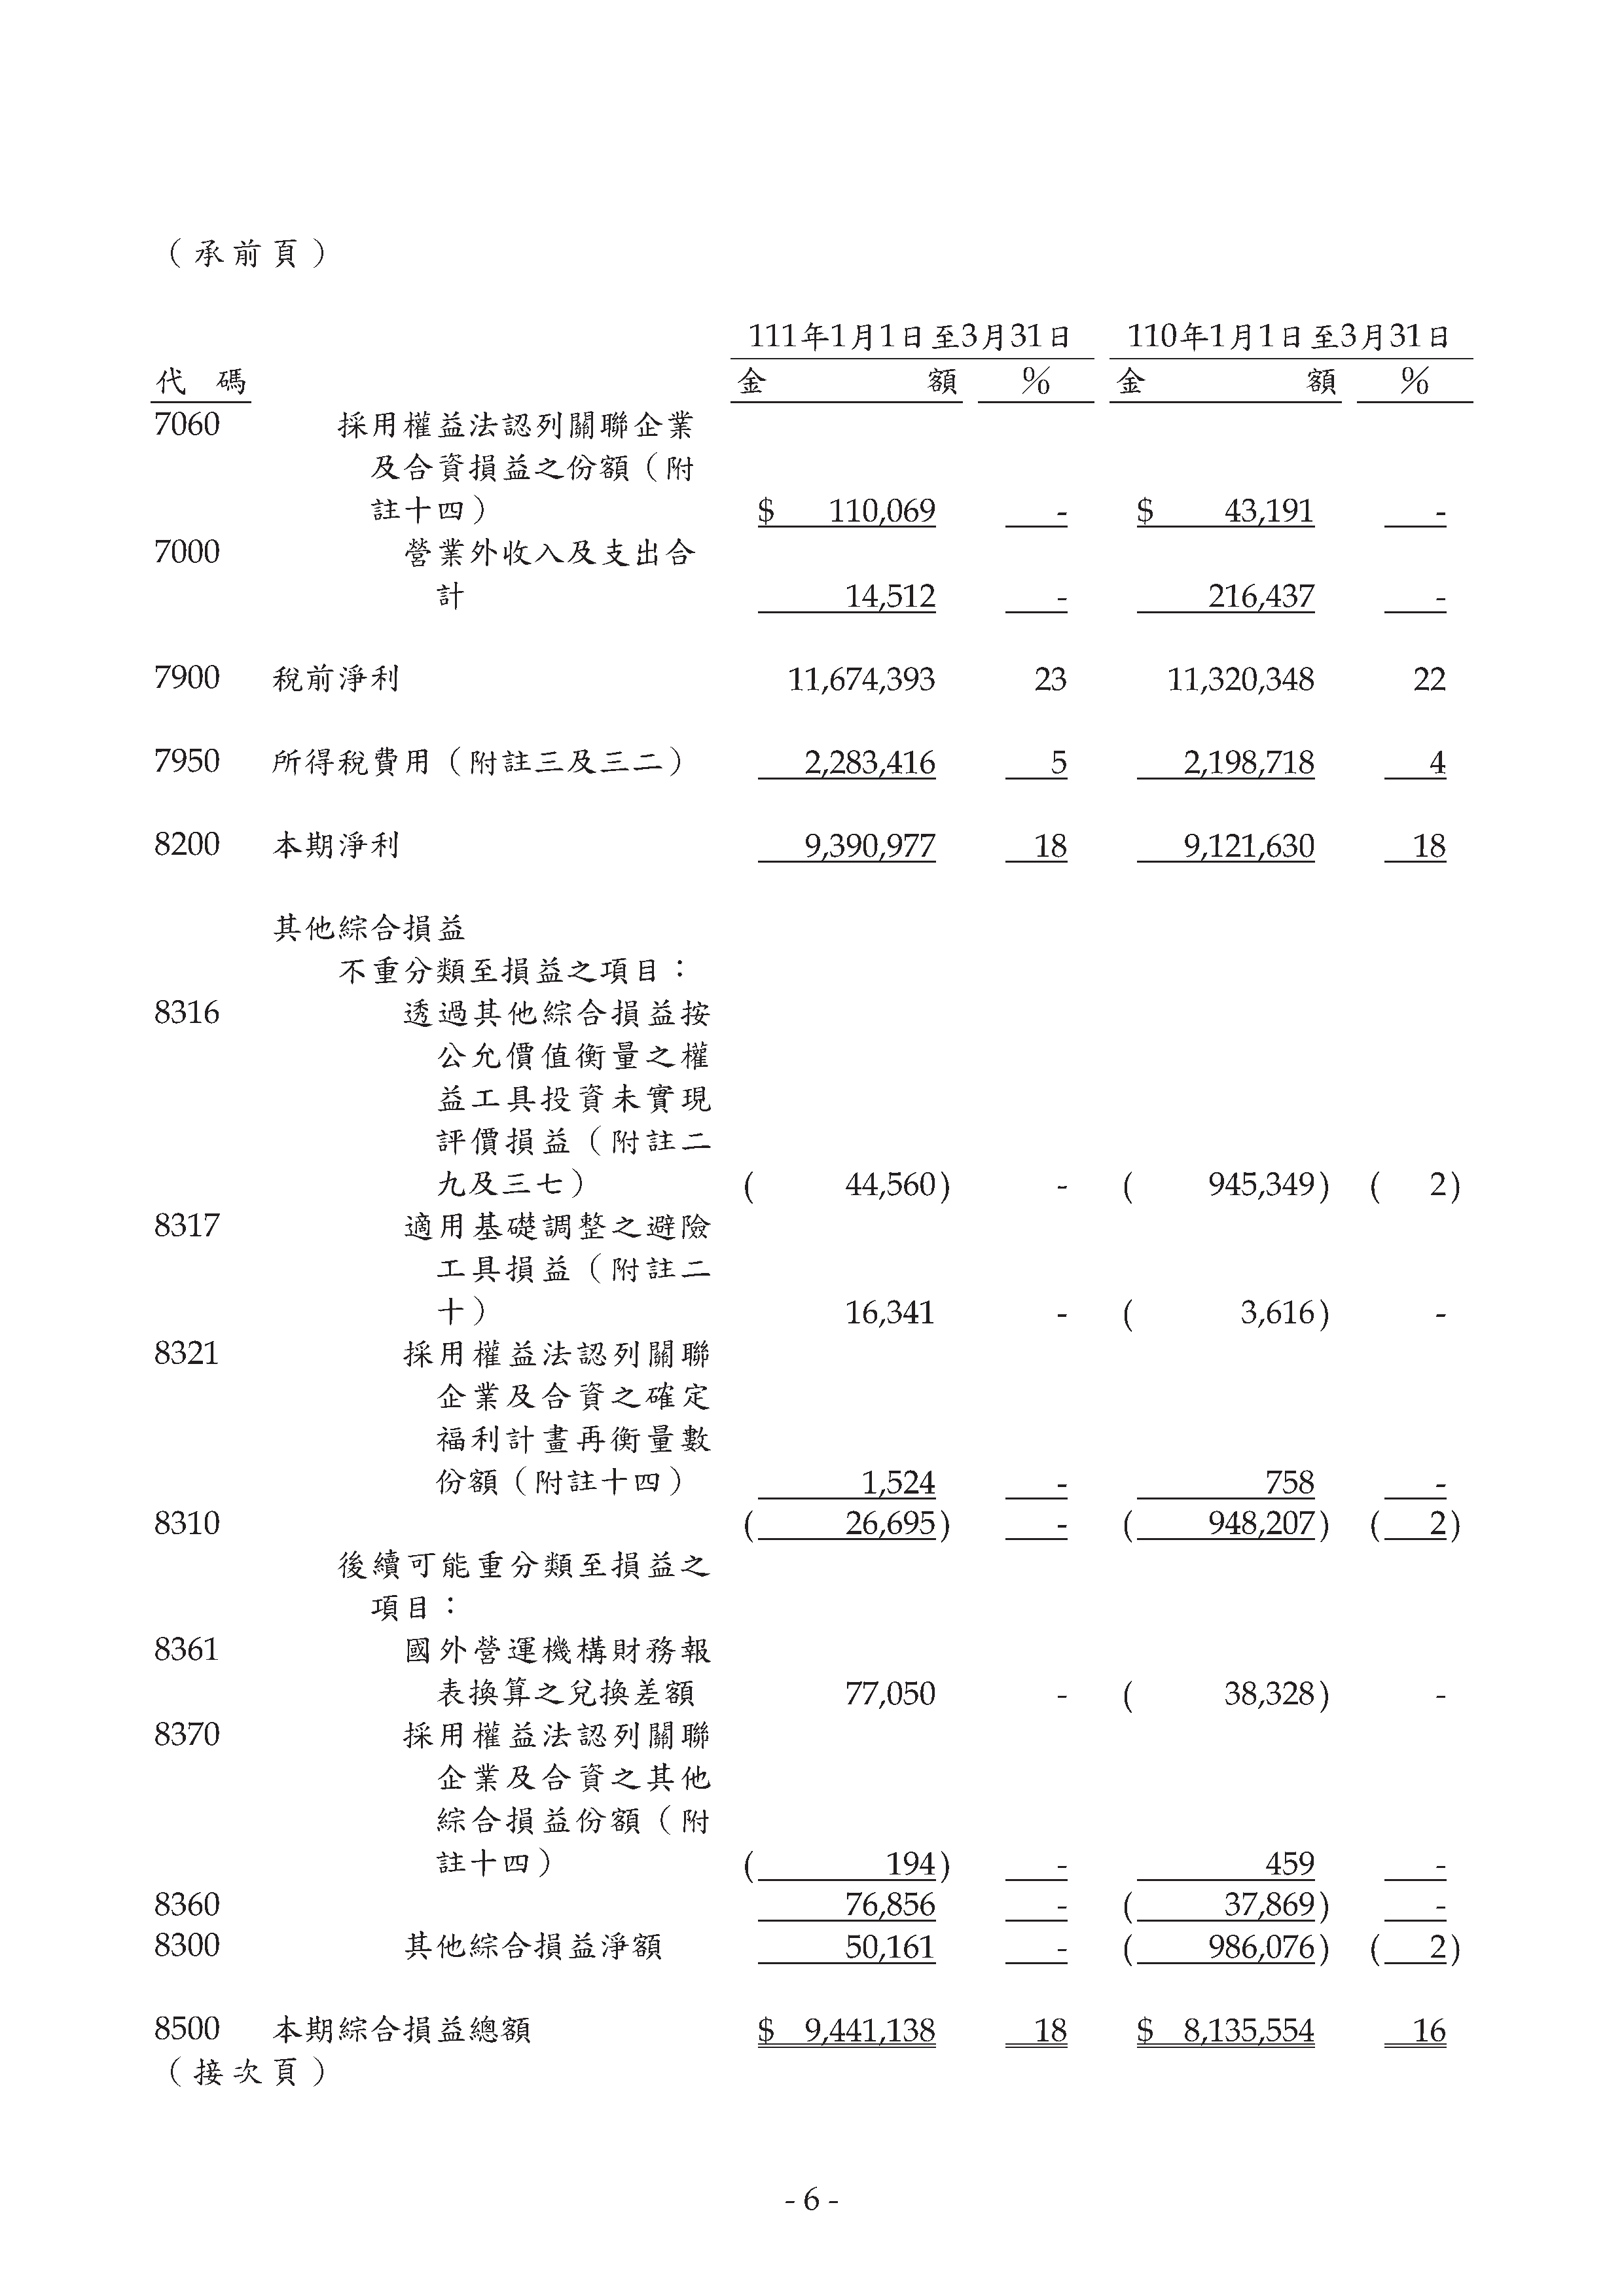 （承前頁）
111年1月1日至3月31日 110年1月1日至3月31日
代 碼 金 額 % 金 額 %
7060 採用權益法認列關聯企業
及合資損益之份額（附
註十四） $ 110,069 - $ 43,191 -
7000 營業外收入及支出合
計 14,512 - 216,437 -
7900 稅前淨利 11,674,393 23 11,320,348 22
7950 所得稅費用（附註三及三二） 2,283,416 5 2,198,718 4
8200 本期淨利 9,390,977 18 9,121,630 18
其他綜合損益
不重分類至損益之項目：
8316 透過其他綜合損益按
公允價值衡量之權
益工具投資未實現
評價損益（附註二
九及三七） ( 44,560) - ( 945,349) ( 2)
8317 適用基礎調整之避險
工具損益（附註二
十） 16,341 - ( 3,616) -
8321 採用權益法認列關聯
企業及合資之確定
福利計畫再衡量數
份額（附註十四） 1,524 - 758 -
8310 ( 26,695) - ( 948,207) ( 2)
後續可能重分類至損益之
項目：
8361 國外營運機構財務報
表換算之兌換差額 77,050 - ( 38,328) -
8370 採用權益法認列關聯
企業及合資之其他
綜合損益份額（附
註十四） ( 194) - 459 -
8360 76,856 - ( 37,869) -
8300 其他綜合損益淨額 50,161 - ( 986,076) ( 2)
8500 本期綜合損益總額 $ 9,441,138 18 $ 8,135,554 16
（接次頁）
- 6 -